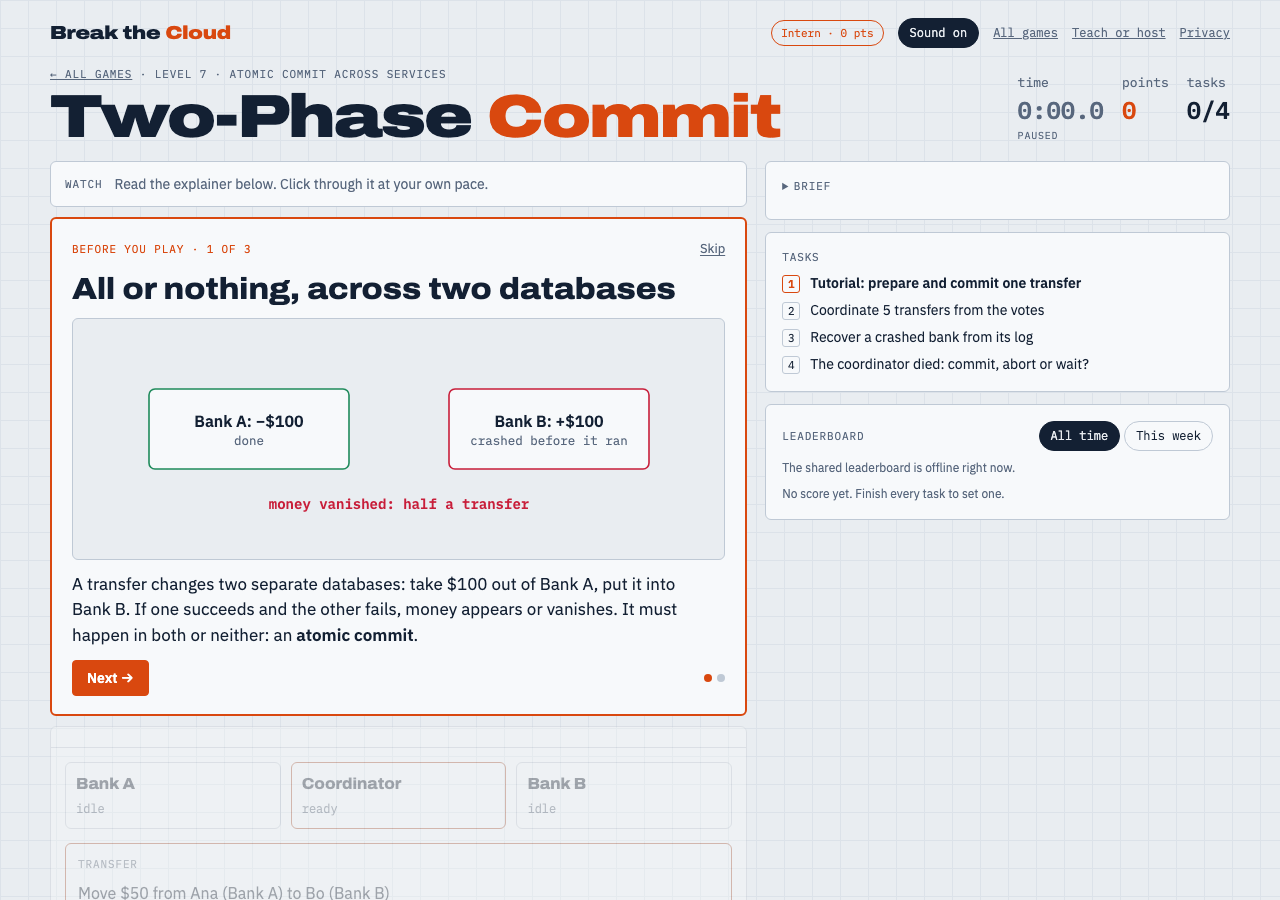 Break the Cloud
Intern · 0 pts
Sound on
All games
Teach or host
Privacy
← ALL GAMES · LEVEL 7 · ATOMIC COMMIT ACROSS SERVICES
Two-Phase Commit
time
0:00.0
PAUSED
points
0
tasks
0/4
WATCH Read the explainer below. Click through it at your own pace.
BEFORE YOU PLAY · 1 OF 3
Skip
All or nothing, across two databases
Bank A: −$100
done
Bank B: +$100
crashed before it ran
money vanished: half a transfer
A transfer changes two separate databases: take $100 out of Bank A, put it into
Bank B. If one succeeds and the other fails, money appears or vanishes. It must
happen in both or neither: an atomic commit.
Next →
Bank A
idle
Coordinator
ready
Bank B
idle
TRANSFER
Move $50 from Ana (Bank A) to Bo (Bank B)
▶ BRIEF
TASKS
1 Tutorial: prepare and commit one transfer
2 Coordinate 5 transfers from the votes
3 Recover a crashed bank from its log
4 The coordinator died: commit, abort or wait?
LEADERBOARD
All time
This week
The shared leaderboard is offline right now.
No score yet. Finish every task to set one.